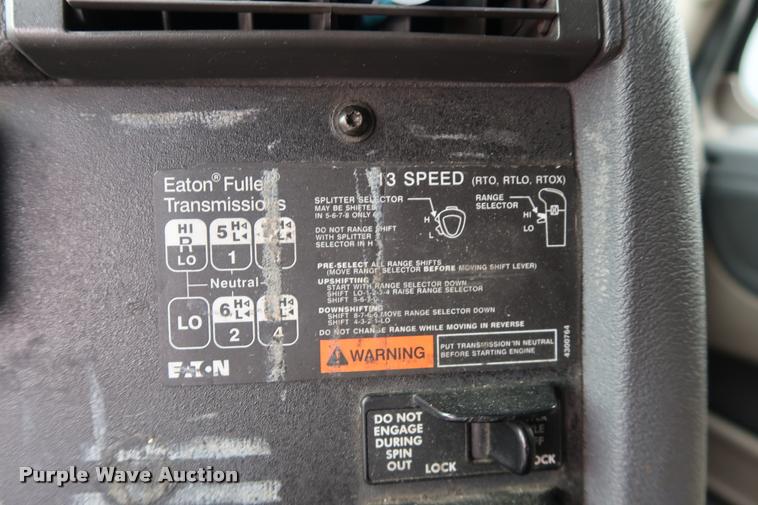 Eaton® Fuller
Transmissions
13 SPEED (RTO, RTLO, RTOX)
SPLITTER SELECTOR
MAY BE SHIFTED
IN 5-6-7-8 ONLY
H
L
RANGE
SELECTOR
HI
LO
DO NOT RANGE SHIFT
WITH SPLITTER
SELECTOR IN H
HI
R
LO
5 H
L
1
H
L
Neutral
LO
6 H
L
2
H
L
4
PRE-SELECT ALL RANGE SHIFTS
(MOVE RANGE SELECTOR BEFORE MOVING SHIFT LEVER)
UPSHIFTING
START WITH RANGE SELECTOR DOWN
SHIFT LO-1-2-3-4 RAISE RANGE SELECTOR
SHIFT 5-6-7-8
DOWNSHIFTING
SHIFT 8-7-6-5 MOVE RANGE SELECTOR DOWN
SHIFT 4-3-2-1-LO
DO NOT CHANGE RANGE WHILE MOVING IN REVERSE
WARNING
PUT TRANSMISSION IN NEUTRAL
BEFORE STARTING ENGINE
4300764
EATON
DO NOT
ENGAGE
DURING
SPIN
OUT
LOCK
Purple Wave Auction